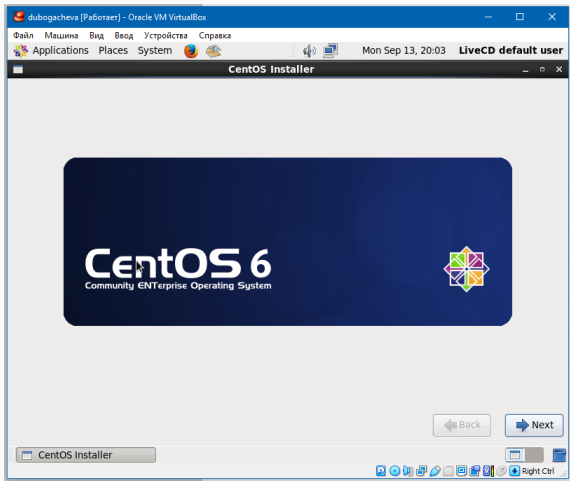 dubogacheva [Работает] - Oracle VM VirtualBox
Файл Машина Вид Ввод Устройства Справка
Applications Places System Mon Sep 13, 20:03 LiveCD default user
CentOS Installer
CentOS 6
Community ENTerprise Operating System
Back Next
CentOS Installer
Right Ctrl